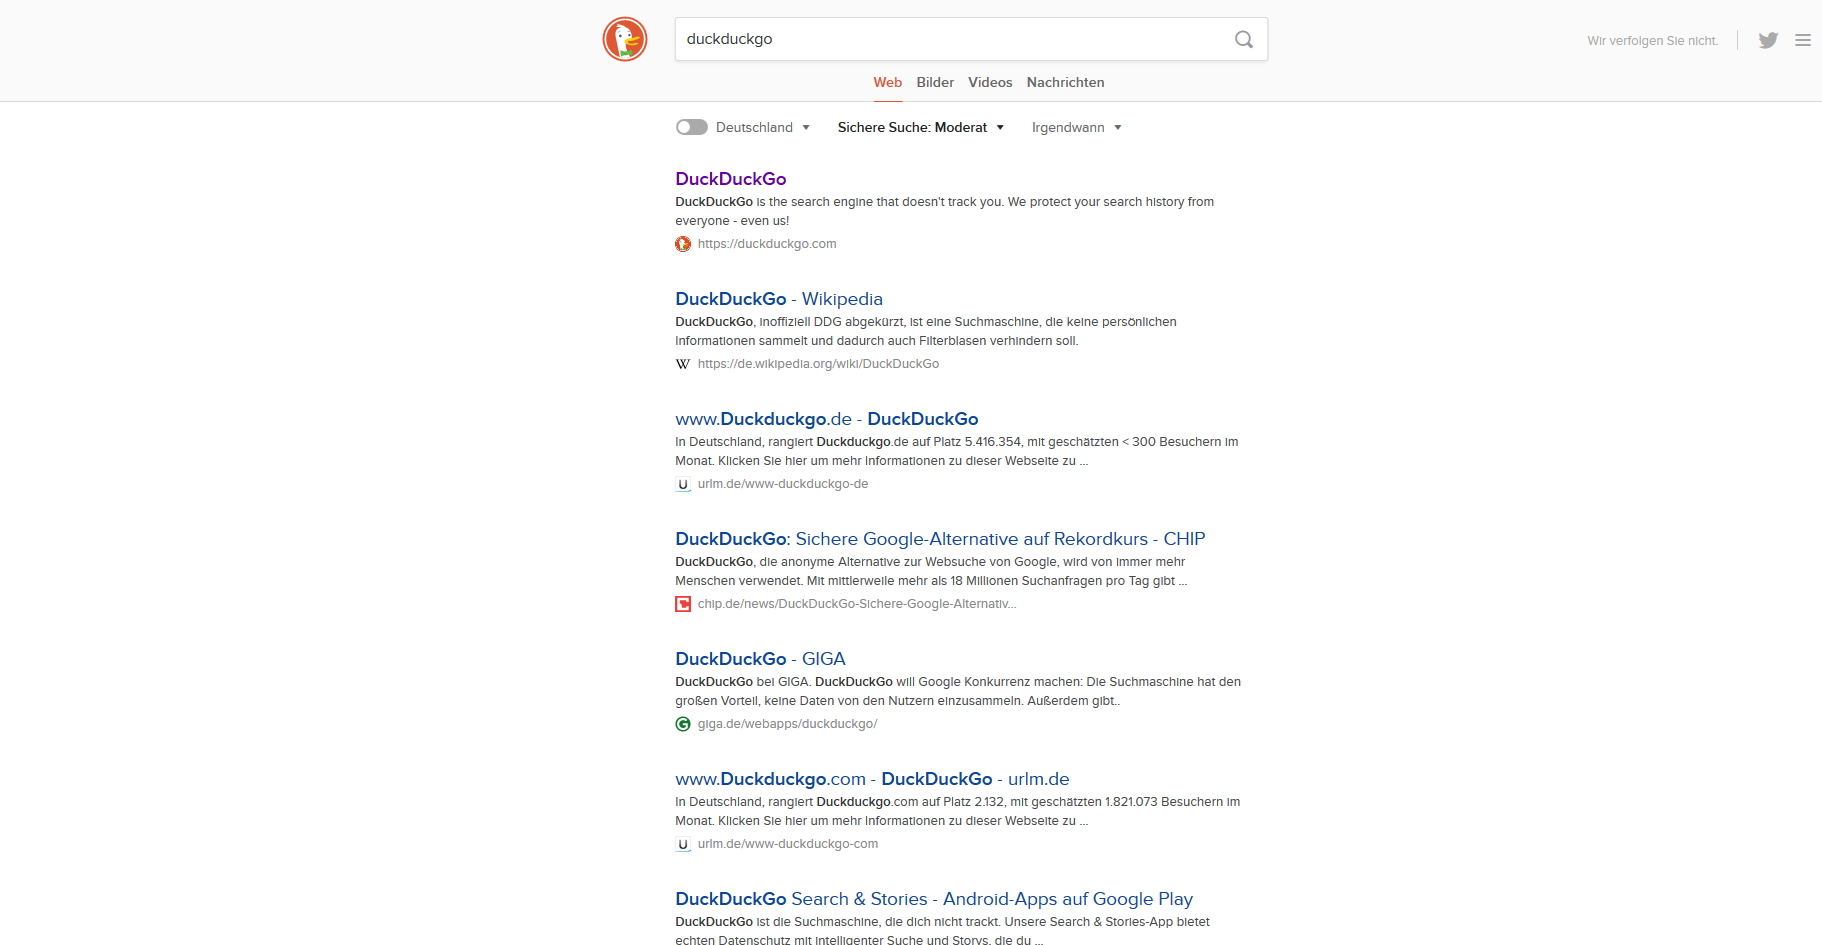 duckduckgo
Wir verfolgen Sie nicht.
Web Bilder Videos Nachrichten
Deutschland Sichere Suche: Moderat Irgendwann
DuckDuckGo
DuckDuckGo is the search engine that doesn't track you. We protect your search history from
everyone - even us!
https://duckduckgo.com
DuckDuckGo - Wikipedia
DuckDuckGo, inoffiziell DDG abgekürzt, ist eine Suchmaschine, die keine persönlichen
Informationen sammelt und dadurch auch Filterblasen verhindern soll.
W https://de.wikipedia.org/wiki/DuckDuckGo
www.Duckduckgo.de - DuckDuckGo
In Deutschland, rangiert Duckduckgo.de auf Platz 5.416.354, mit geschätzten < 300 Besuchern im
Monat. Klicken Sie hier um mehr Informationen zu dieser Webseite zu ...
U urlm.de/www-duckduckgo-de
DuckDuckGo: Sichere Google-Alternative auf Rekordkurs - CHIP
DuckDuckGo, die anonyme Alternative zur Websuche von Google, wird von immer mehr
Menschen verwendet. Mit mittlerweile mehr als 18 Millionen Suchanfragen pro Tag gibt ...
chip.de/news/DuckDuckGo-Sichere-Google-Alternativ...
DuckDuckGo - GIGA
DuckDuckGo bei GIGA. DuckDuckGo will Google Konkurrenz machen: Die Suchmaschine hat den
großen Vorteil, keine Daten von den Nutzern einzusammeln. Außerdem gibt..
G giga.de/webapps/duckduckgo/
www.Duckduckgo.com - DuckDuckGo - urlm.de
In Deutschland, rangiert Duckduckgo.com auf Platz 2.132, mit geschätzten 1.821.073 Besuchern im
Monat. Klicken Sie hier um mehr Informationen zu dieser Webseite zu ...
U urlm.de/www-duckduckgo-com
DuckDuckGo Search & Stories - Android-Apps auf Google Play
DuckDuckGo ist die Suchmaschine, die dich nicht trackt. Unsere Search & Stories-App bietet
echten Datenschutz mit intelligenter Suche und Storys, die du ...